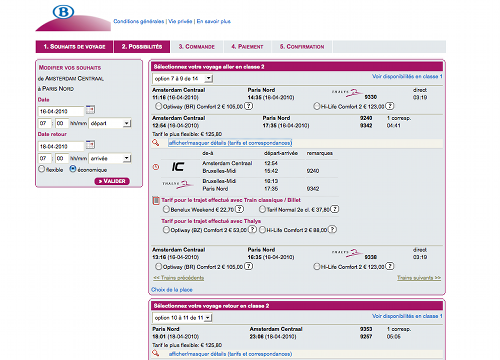 B
Conditions générales | Vie privée | En savoir plus
1. Souhaits de voyage 2. Possibilités 3. Commande 4. Paiement 5. Confirmation
Modifier vos souhaits
de Amsterdam Centraal
à Paris Nord
Date
16-04-2010
07 : 00 hh/mm départ
Date retour
18-04-2010
07 : 00 hh/mm arrivée
flexible économique
» Valider
Sélectionnez votre voyage aller en classe 2
option 7 à 9 de 14 Voir disponibilités en classe 1
Amsterdam Centraal Paris Nord THALYS direct
11:16 (16-04-2010) 14:35 (16-04-2010) 9330 03:19
Optiway (BR) Comfort 2 € 105,00 ? Hi-Life Comfort 2 € 123,00 ?
Amsterdam Centraal Paris Nord 9240 1 corresp.
12:54 (16-04-2010) 17:35 (16-04-2010) 9342 04:41
Tarif le plus flexible: € 125,80
afficher/masquer détails (tarifs et correspondances)
de-à départ-arrivée remarques
IC Amsterdam Centraal 12:54
Bruxelles-Midi 15:42 9240
THALYS Bruxelles-Midi 16:13
Paris Nord 17:35 9342
Tarif pour le trajet effectué avec Train classique / Billet
Benelux Weekend € 22,70 ? Tarif Normal 2e cl. € 37,80 ?
Tarif pour le trajet effectué avec Thalys
Optiway (BZ) Comfort 2 € 53,00 ? Hi-Life Comfort 2 € 88,00 ?
Amsterdam Centraal Paris Nord THALYS direct
13:16 (16-04-2010) 16:35 (16-04-2010) 9358 03:19
Optiway (BR) Comfort 2 € 105,00 ? Hi-Life Comfort 2 € 123,00 ?
<< Trains précédents Trains suivants >>
Choix de la place
Sélectionnez votre voyage retour en classe 2
option 10 à 11 de 11 Voir disponibilités en classe 1
Paris Nord Amsterdam Centraal 9353 1 corresp.
18:01 (18-04-2010) 23:06 (18-04-2010) 9257 05:05
Tarif le plus flexible: € 125,80
afficher/masquer détails (tarifs et correspondances)